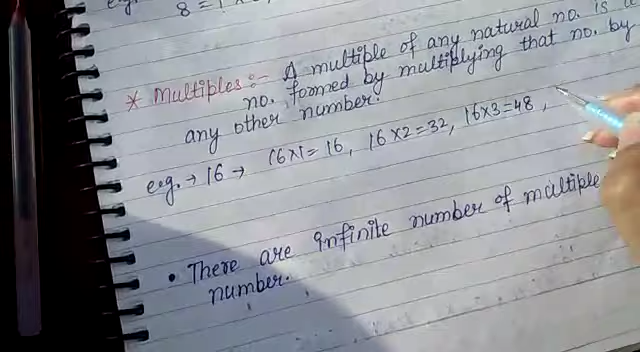 e.g.
8 = 1 ×
* Multiples:- A multiple of any natural no. is
no. formed by multiplying that no. by
any other number.
e.g. → 16 → 16×1=16, 16×2=32, 16×3=48,
• There are infinite number of multiple
number.